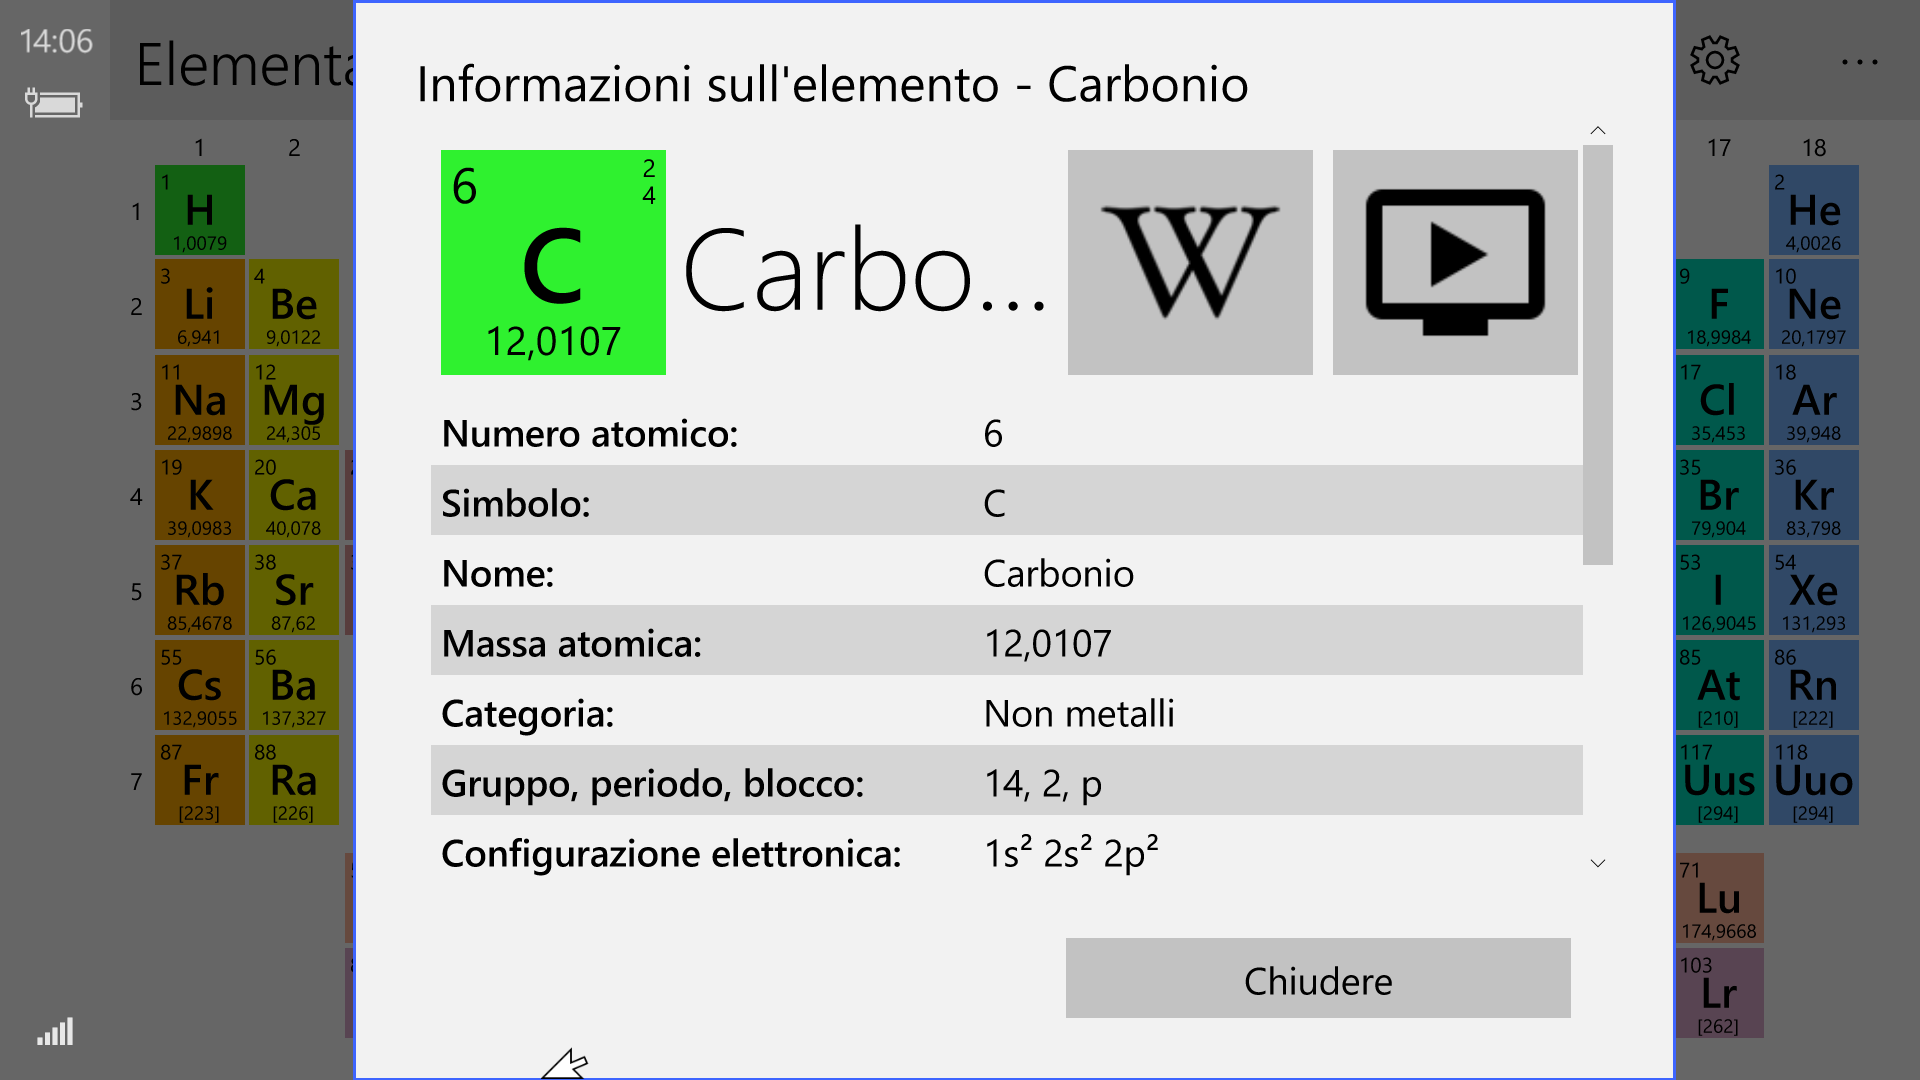 14:06
Elementa
Informazioni sull'elemento - Carbonio
6
2
4
C
12,0107
Carbo...
W
Numero atomico: 6
Simbolo: C
Nome: Carbonio
Massa atomica: 12,0107
Categoria: Non metalli
Gruppo, periodo, blocco: 14, 2, p
Configurazione elettronica: 1s² 2s² 2p²
Chiudere
...
1 2 17 18
1
1 H 1,0079
2 He 4,0026
2
3 Li 6,941
4 Be 9,0122
9 F 18,9984
10 Ne 20,1797
3
11 Na 22,9898
12 Mg 24,305
17 Cl 35,453
18 Ar 39,948
4
19 K 39,0983
20 Ca 40,078
35 Br 79,904
36 Kr 83,798
5
37 Rb 85,4678
38 Sr 87,62
53 I 126,9045
54 Xe 131,293
6
55 Cs 132,9055
56 Ba 137,327
85 At [210]
86 Rn [222]
7
87 Fr [223]
88 Ra [226]
117 Uus [294]
118 Uuo [294]
71 Lu 174,9668
103 Lr [262]